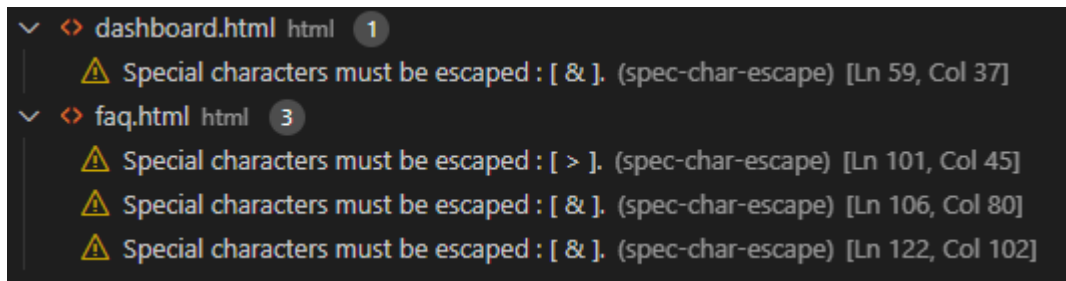 dashboard.html html 1
Special characters must be escaped : [ & ]. (spec-char-escape) [Ln 59, Col 37]
faq.html html 3
Special characters must be escaped : [ > ]. (spec-char-escape) [Ln 101, Col 45]
Special characters must be escaped : [ & ]. (spec-char-escape) [Ln 106, Col 80]
Special characters must be escaped : [ & ]. (spec-char-escape) [Ln 122, Col 102]